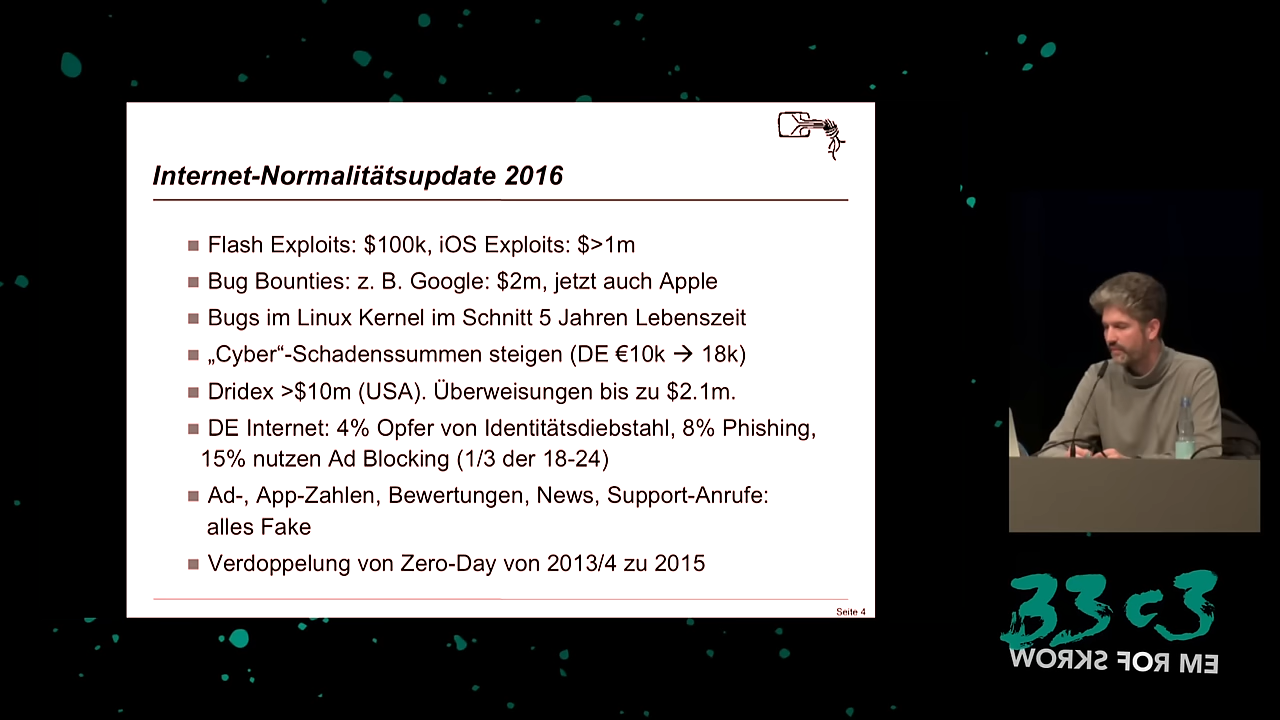 Internet-Normalitätsupdate 2016
Flash Exploits: $100k, iOS Exploits: $>1m
Bug Bounties: z. B. Google: $2m, jetzt auch Apple
Bugs im Linux Kernel im Schnitt 5 Jahren Lebenszeit
„Cyber“-Schadenssummen steigen (DE €10k → 18k)
Dridex >$10m (USA). Überweisungen bis zu $2.1m.
DE Internet: 4% Opfer von Identitätsdiebstahl, 8% Phishing,
15% nutzen Ad Blocking (1/3 der 18-24)
Ad-, App-Zahlen, Bewertungen, News, Support-Anrufe:
alles Fake
Verdoppelung von Zero-Day von 2013/4 zu 2015
Seite 4
33c3
WORKS FOR ME